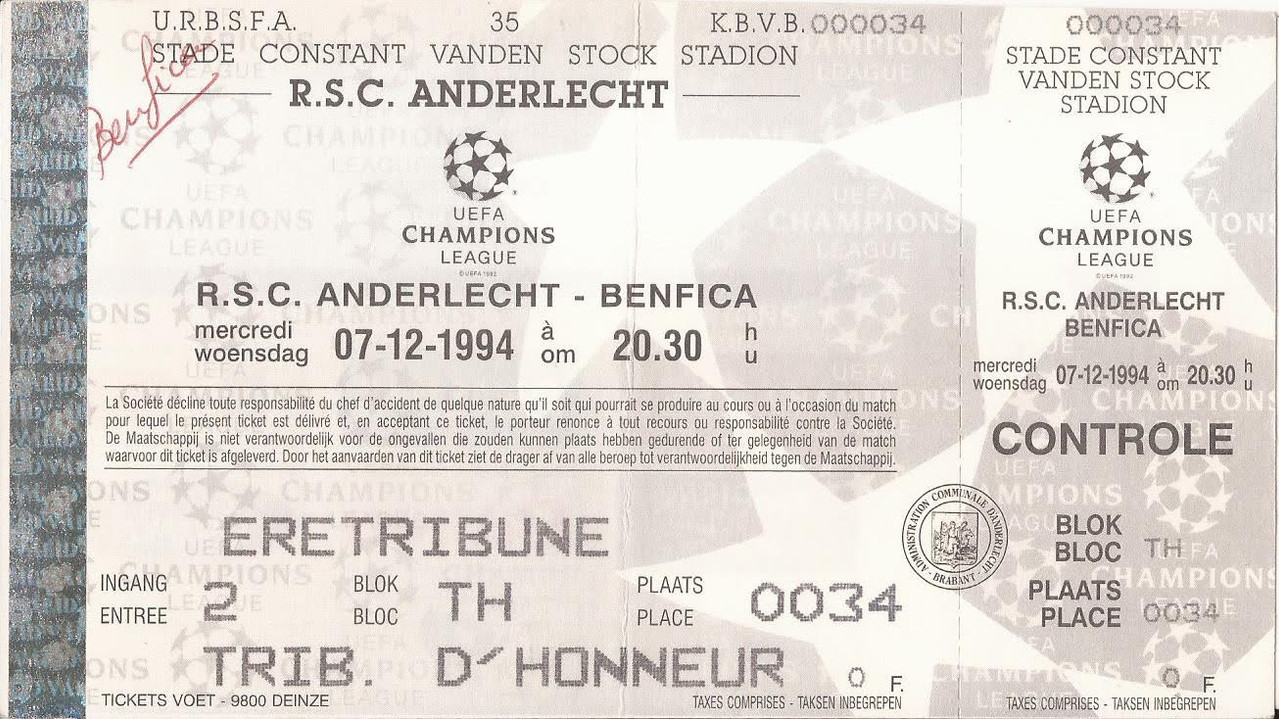 U.R.B.S.F.A. 35 K.B.V.B. 000034
STADE CONSTANT VANDEN STOCK STADION
R.S.C. ANDERLECHT
Benfica
UEFA
CHAMPIONS
LEAGUE
© UEFA 1992
R.S.C. ANDERLECHT - BENFICA
mercredi à h
woensdag 07-12-1994 om 20.30 u
La Société décline toute responsabilité du chef d'accident de quelque nature qu'il soit qui pourrait se produire au cours ou à l'occasion du match
pour lequel le présent ticket est délivré et, en acceptant ce ticket, le porteur renonce à tout recours ou responsabilité contre la Société.
De Maatschappij is niet verantwoordelijk voor de ongevallen die zouden kunnen plaats hebben gedurende of ter gelegenheid van de match
waarvoor dit ticket is afgeleverd. Door het aanvaarden van dit ticket ziet de drager af van alle beroep tot verantwoordelijkheid tegen de Maatschappij.
ERETRIBUNE
INGANG BLOK PLAATS
ENTREE 2 BLOC TH PLACE 0034
TRIB. D'HONNEUR 0 F.
TICKETS VOET - 9800 DEINZE TAXES COMPRISES - TAKSEN INBEGREPEN
ADMINISTRATION COMMUNALE D'ANDERLECHT
- BRABANT -
000034
STADE CONSTANT
VANDEN STOCK
STADION
UEFA
CHAMPIONS
LEAGUE
© UEFA 1992
R.S.C. ANDERLECHT
BENFICA
mercredi à h
woensdag 07-12-1994 om 20.30 u
CONTROLE
BLOK
BLOC TH
PLAATS
PLACE 0034
0 F.
TAXES COMPRISES - TAKSEN INBEGREPEN